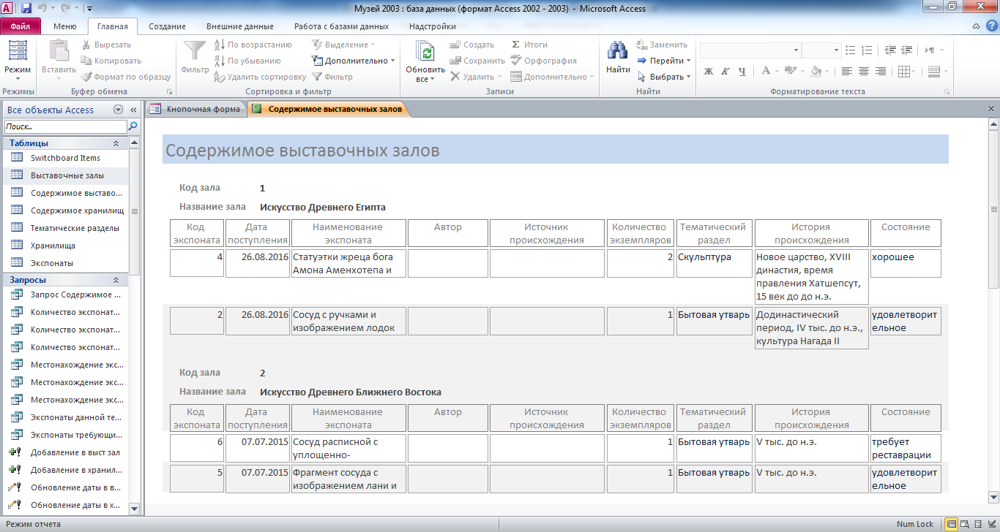 Музей 2003 : база данных (формат Access 2002 - 2003) - Microsoft Access
Файл Меню Главная Создание Внешние данные Работа с базами данных Надстройки
Режим
Режимы
Вставить
Вырезать
Копировать
Формат по образцу
Буфер обмена
Фильтр
По возрастанию
По убыванию
Удалить сортировку
Выделение
Дополнительно
Фильтр
Сортировка и фильтр
Обновить
все
Создать
Сохранить
Удалить
Итоги
Орфография
Дополнительно
Записи
Найти
Заменить
Перейти
Выбрать
Найти
Ж К Ч
Форматирование текста
Все объекты Access
Поиск...
Таблицы
Switchboard Items
Выставочные залы
Содержимое выставо...
Содержимое хранилищ
Тематические разделы
Хранилища
Экспонаты
Запросы
Запрос Содержимое ...
Количество экспонат...
Количество экспонат...
Количество экспонат...
Местонахождение экс...
Местонахождение экс...
Местонахождение экс...
Экспонаты данной те...
Экспонаты требующи...
Добавление в выст зал
Добавление в хранил...
Обновление даты в в...
Обновление даты в х...
Кнопочная форма Содержимое выставочных залов
Содержимое выставочных залов
Код зала 1
Название зала Искусство Древнего Египта
Код Дата Наименование Автор Источник Количество Тематический История Состояние
экспоната поступления экспоната происхождения экземпляров раздел происхождения
4 26.08.2016 Статуэтки жреца бога 2 Скульптура Новое царство, XVIII хорошее
Амона Аменхотепа и династия, время
правления Хатшепсут,
15 век до до н.э.
2 26.08.2016 Сосуд с ручками и 1 Бытовая утварь Додинастический удовлетворит
изображением лодок период, IV тыс. до н.э., ельное
культура Нагада II
Код зала 2
Название зала Искусство Древнего Ближнего Востока
Код Дата Наименование Автор Источник Количество Тематический История Состояние
экспоната поступления экспоната происхождения экземпляров раздел происхождения
6 07.07.2015 Сосуд расписной с 1 Бытовая утварь V тыс. до н.э. требует
уплощенно- реставрации
5 07.07.2015 Фрагмент сосуда с 1 Бытовая утварь V тыс. до н.э. удовлетворит
изображением лани и ельное
Режим отчета Num Lock